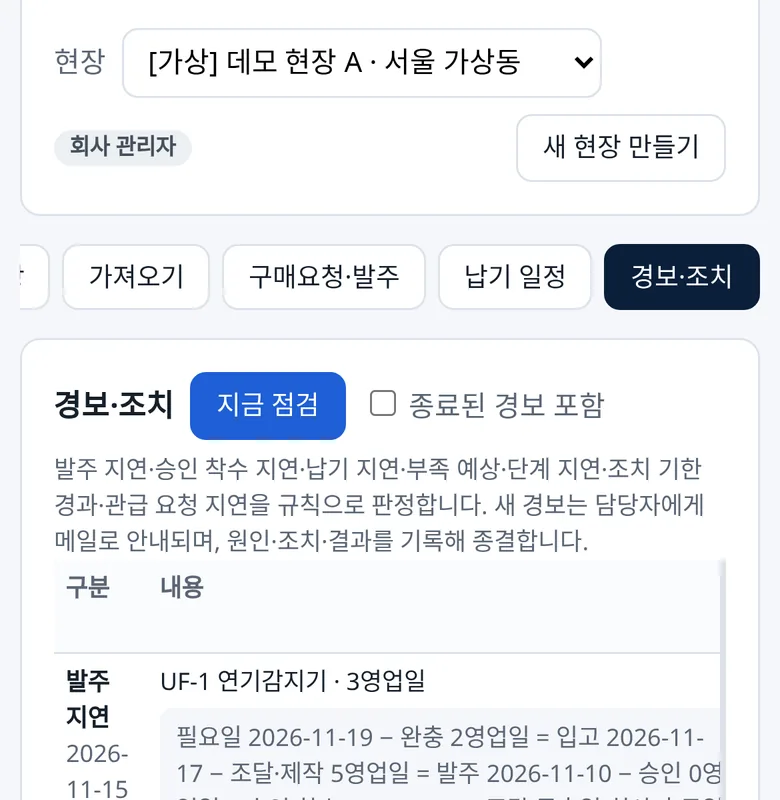 현장
[가상] 데모 현장 A · 서울 가상동
회사 관리자
새 현장 만들기
가져오기
구매요청·발주
납기 일정
경보·조치
경보·조치
지금 점검
종료된 경보 포함
발주 지연·승인 착수 지연·납기 지연·부족 예상·단계 지연·조치 기한
경과·관급 요청 지연을 규칙으로 판정합니다. 새 경보는 담당자에게
메일로 안내되며, 원인·조치·결과를 기록해 종결합니다.
구분 내용
발주
지연
2026-
11-15
UF-1 연기감지기 · 3영업일
필요일 2026-11-19 − 완충 2영업일 = 입고 2026-11-
17 − 조달·제작 5영업일 = 발주 2026-11-10 − 승인 0영